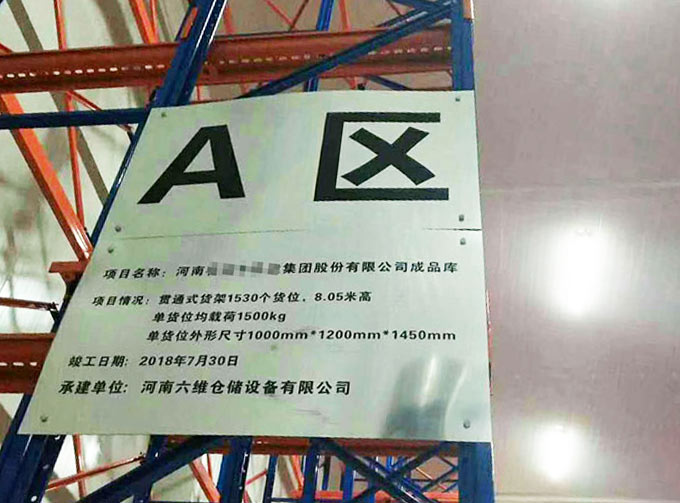 A 区
项目名称：河南 集团股份有限公司成品库
项目情况：贯通式货架1530个货位，8.05米高
单货位均载荷1500kg
单货位外形尺寸1000mm*1200mm*1450mm
竣工日期：2018年7月30日
承建单位：河南六维仓储设备有限公司